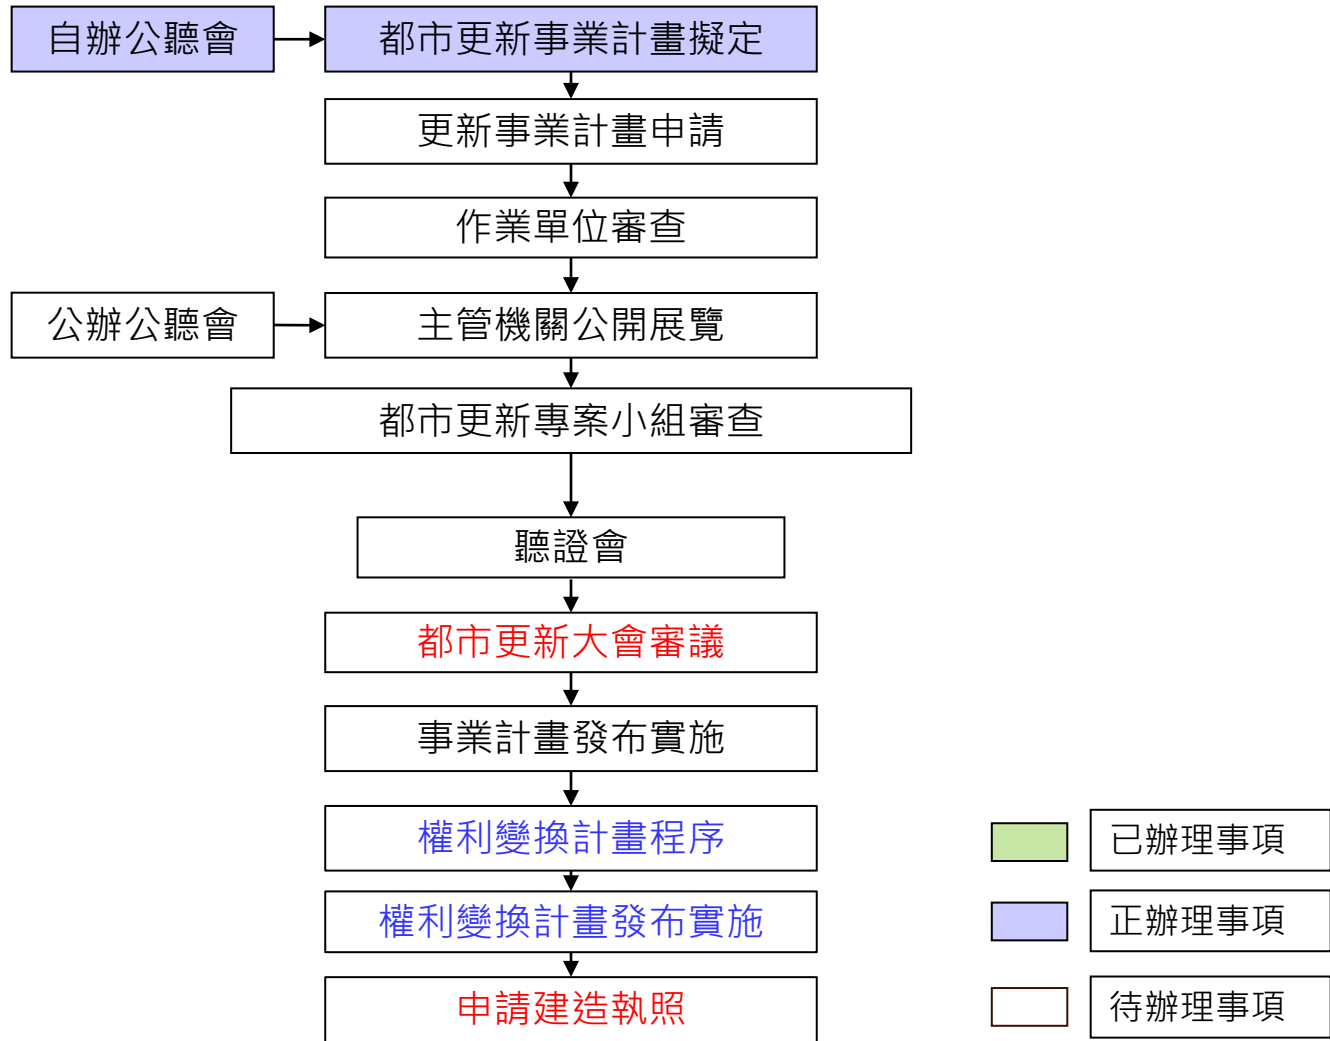 自辦公聽會
都市更新事業計畫擬定
更新事業計畫申請
作業單位審查
公辦公聽會
主管機關公開展覽
都市更新專案小組審查
聽證會
都市更新大會審議
事業計畫發布實施
權利變換計畫程序
權利變換計畫發布實施
申請建造執照
已辦理事項
正辦理事項
待辦理事項